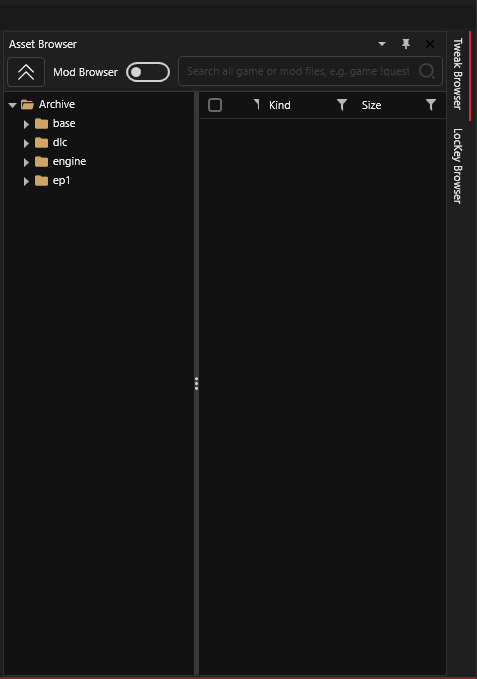 Asset Browser
Mod Browser
Search all game or mod files, e.g. game !quest
Archive
base
dlc
engine
ep1
Kind
Size
Tweak Browser
LocKey Browser